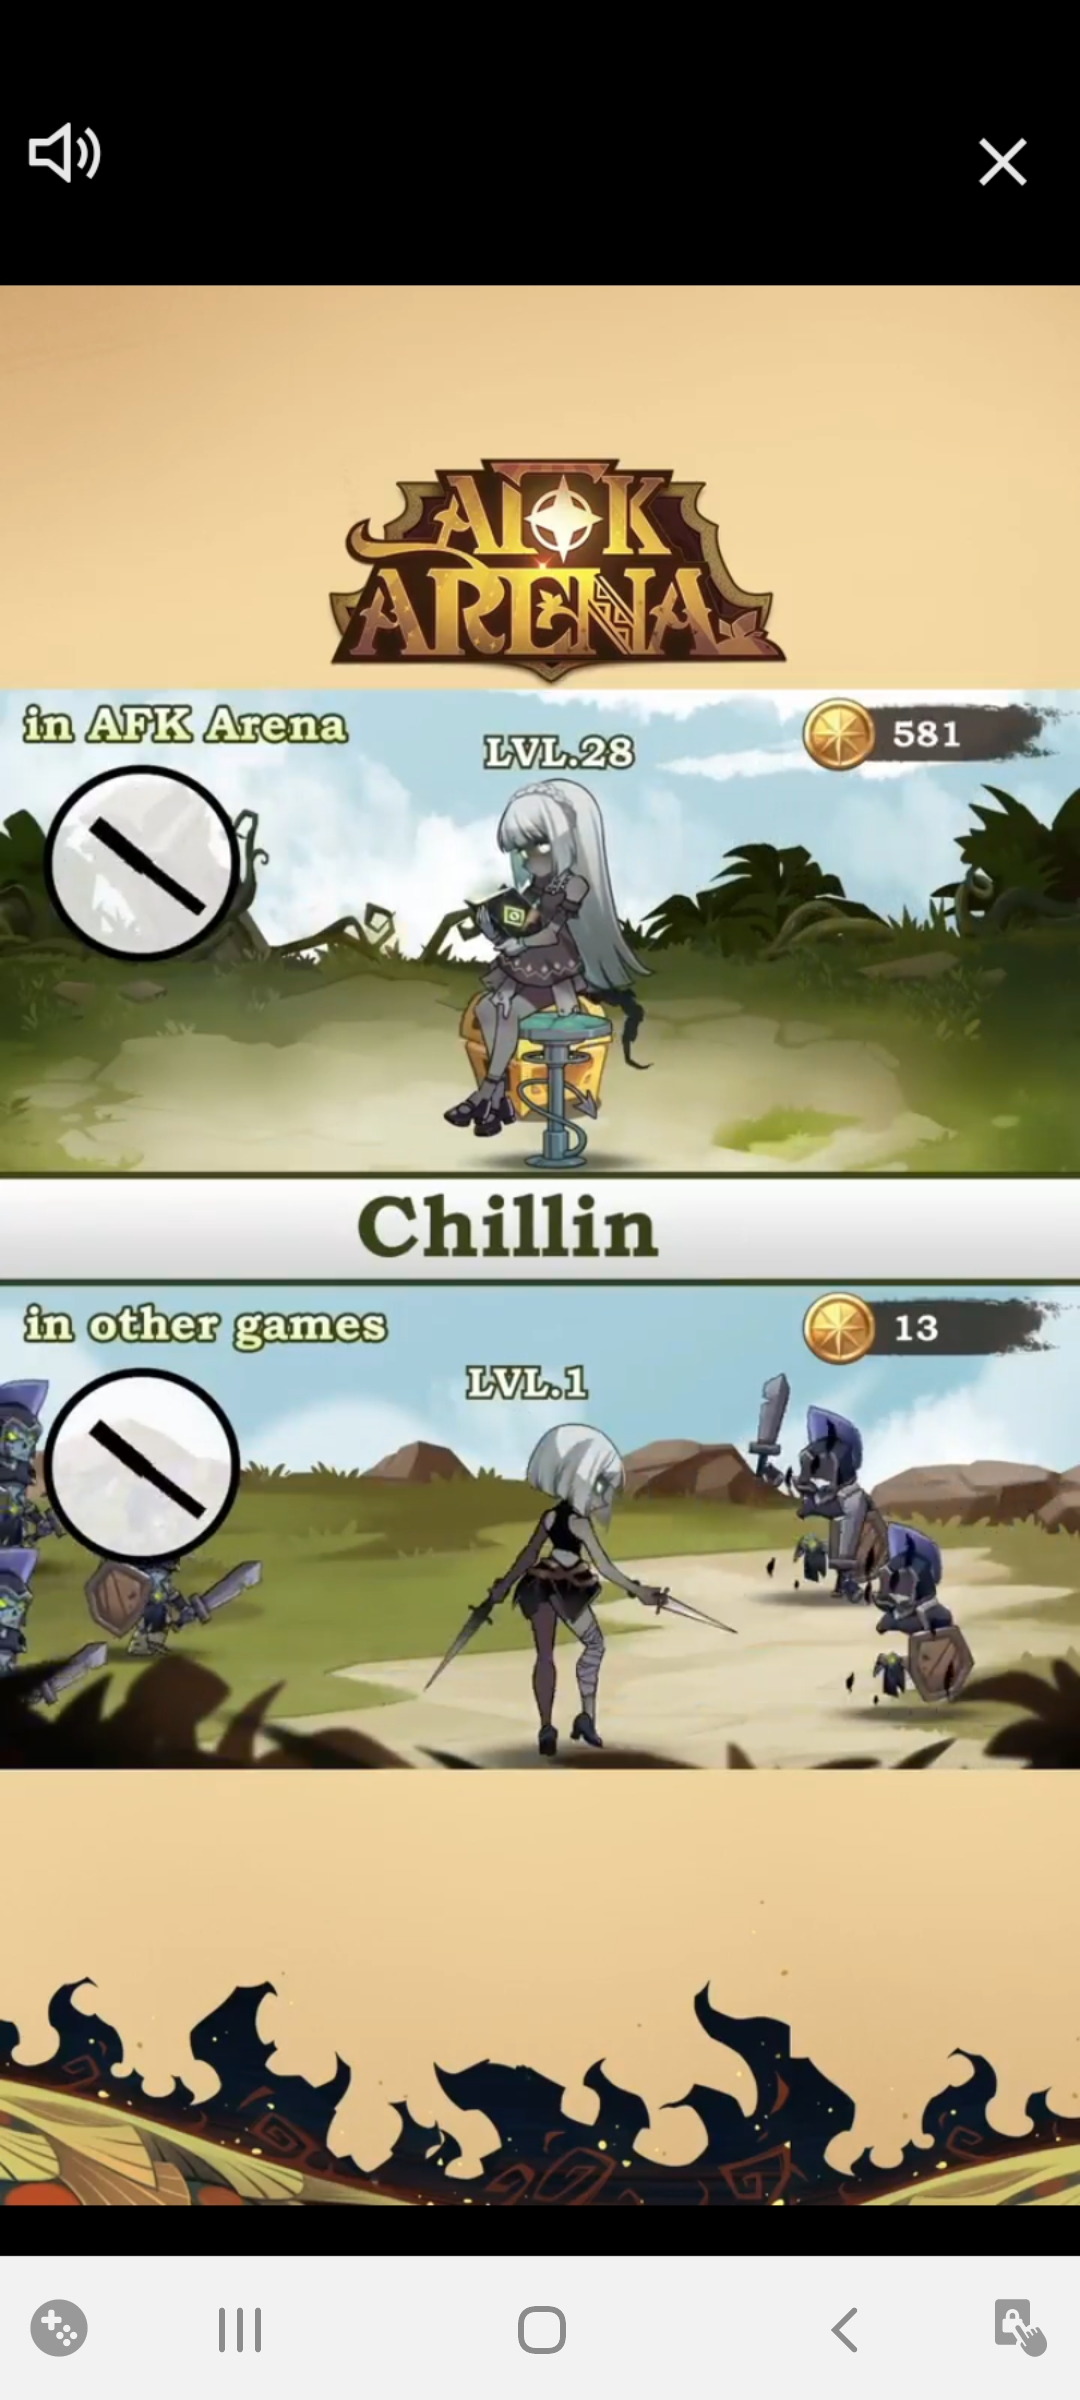 AFK
ARENA
in AFK Arena
LVL.28
581
Chillin
in other games
LVL.1
13